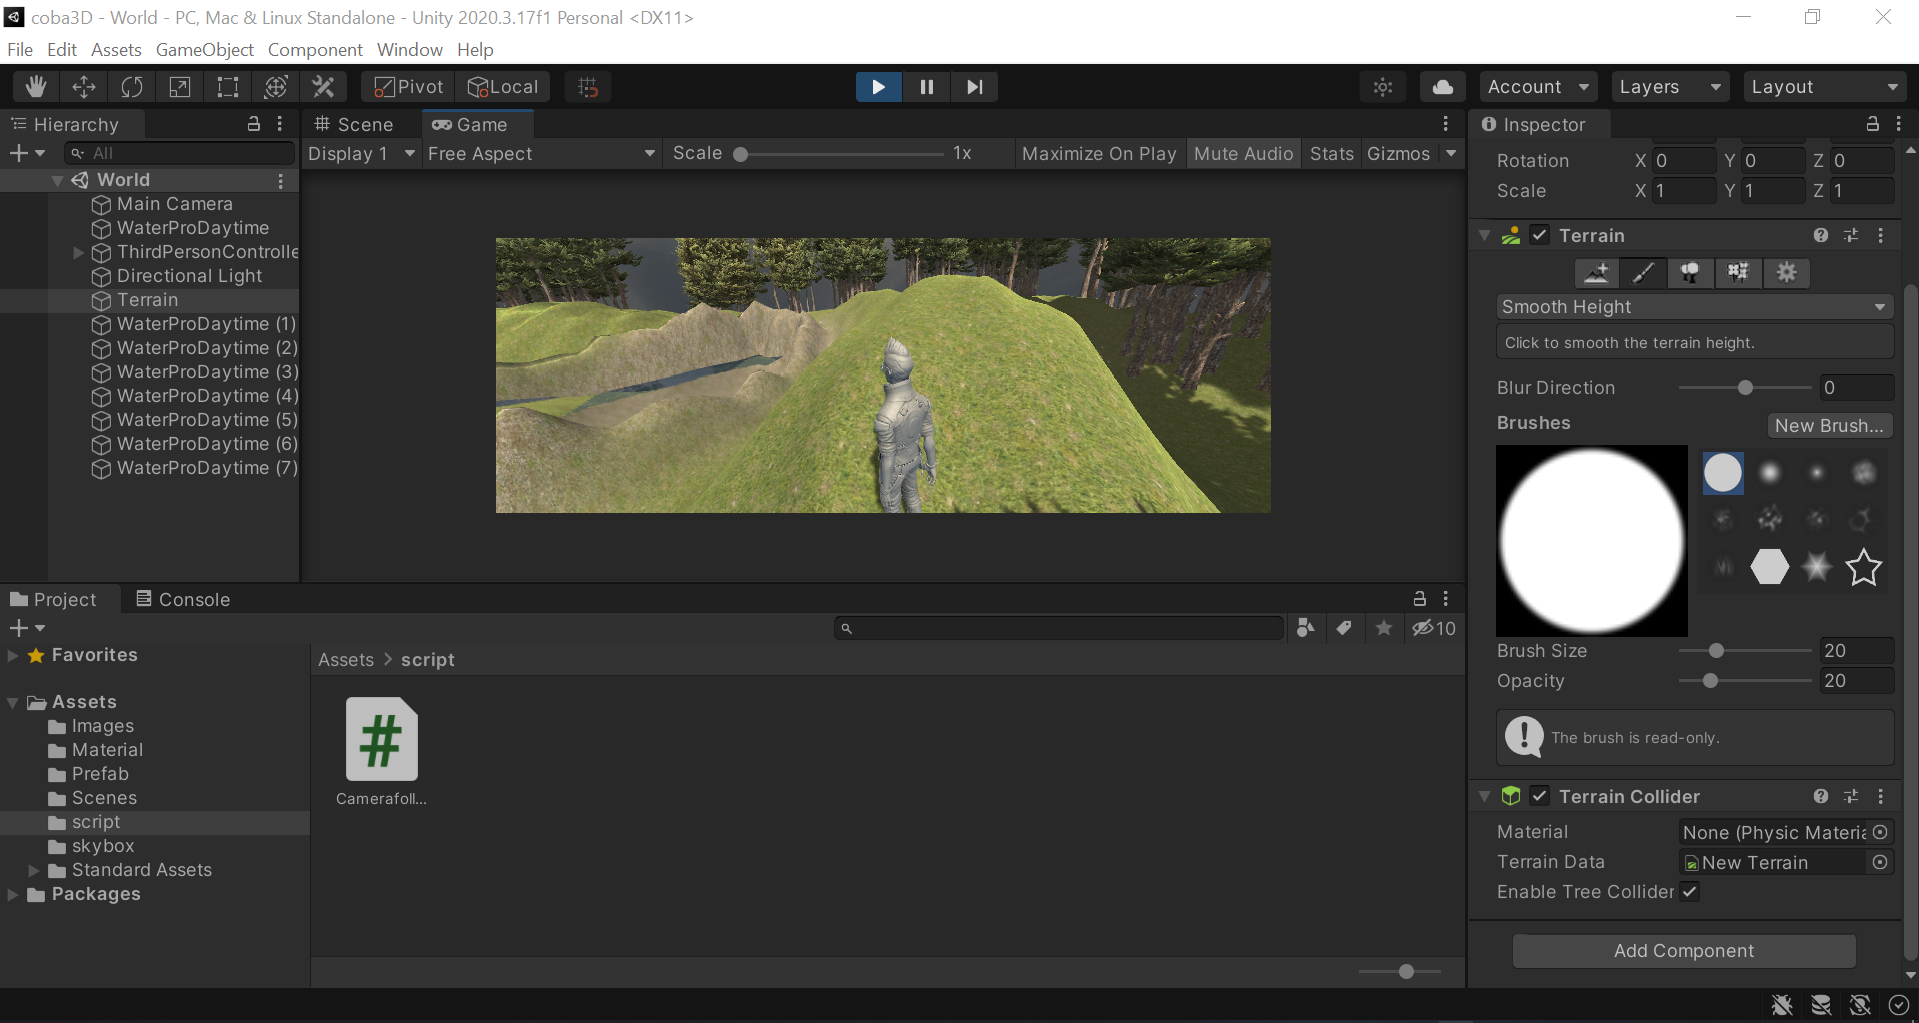 coba3D - World - PC, Mac & Linux Standalone - Unity 2020.3.17f1 Personal <DX11>
File Edit Assets GameObject Component Window Help
Pivot Local Account Layers Layout
Hierarchy
All
World
Main Camera
WaterProDaytime
ThirdPersonControlle
Directional Light
Terrain
WaterProDaytime (1)
WaterProDaytime (2)
WaterProDaytime (3)
WaterProDaytime (4)
WaterProDaytime (5)
WaterProDaytime (6)
WaterProDaytime (7)
Scene Game
Display 1 Free Aspect Scale 1x Maximize On Play Mute Audio Stats Gizmos
Inspector
Rotation X 0 Y 0 Z 0
Scale X 1 Y 1 Z 1
Terrain
Smooth Height
Click to smooth the terrain height.
Blur Direction 0
Brushes New Brush...
Brush Size 20
Opacity 20
The brush is read-only.
Terrain Collider
Material None (Physic Materia
Terrain Data New Terrain
Enable Tree Collider
Add Component
Project Console
10
Favorites
Assets
Images
Material
Prefab
Scenes
script
skybox
Standard Assets
Packages
Assets > script
#
Camerafoll...